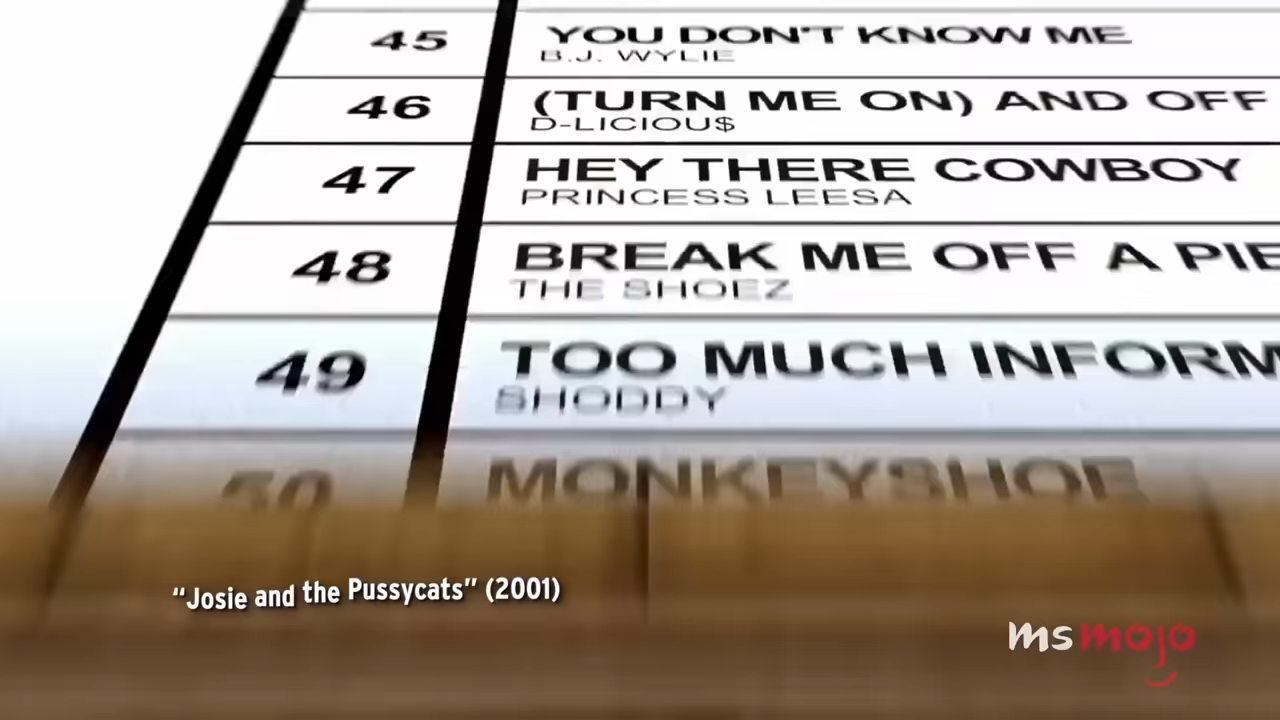 45 YOU DON'T KNOW ME
B.J. WYLIE
46 (TURN ME ON) AND OFF
D-LICIOU$
47 HEY THERE COWBOY
PRINCESS LEESA
48 BREAK ME OFF A PIE
THE SHOEZ
49 TOO MUCH INFORM
SHODDY
50 MONKEYSHOE
"Josie and the Pussycats" (2001)
msmojo